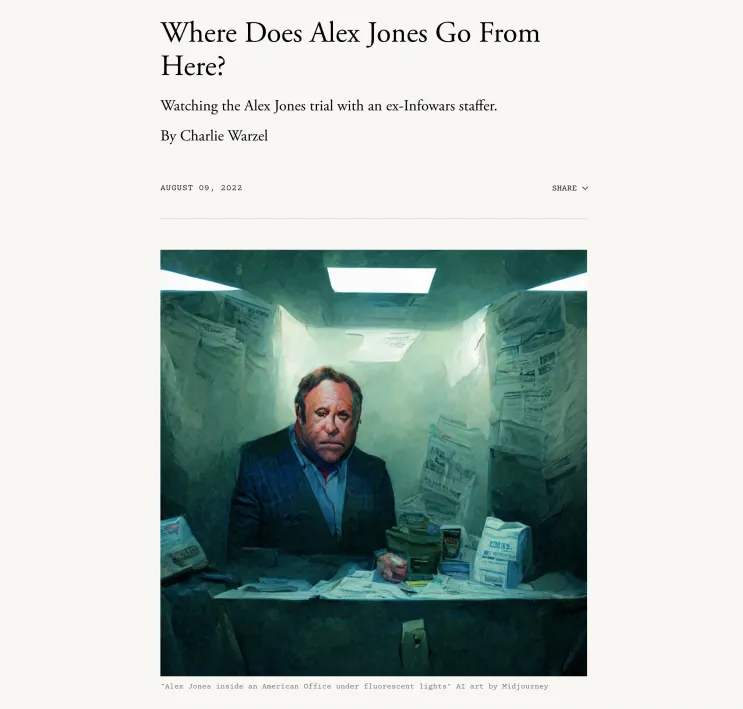 Where Does Alex Jones Go From
Here?
Watching the Alex Jones trial with an ex-Infowars staffer.
By Charlie Warzel
AUGUST 09, 2022
SHARE
"Alex Jones inside an American Office under fluorescent lights" AI art by Midjourney